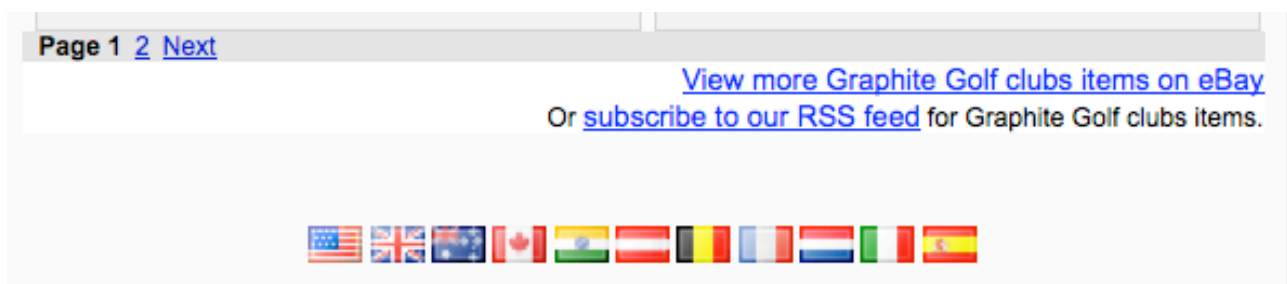 Page 1 2 Next
View more Graphite Golf clubs items on eBay
Or subscribe to our RSS feed for Graphite Golf clubs items.